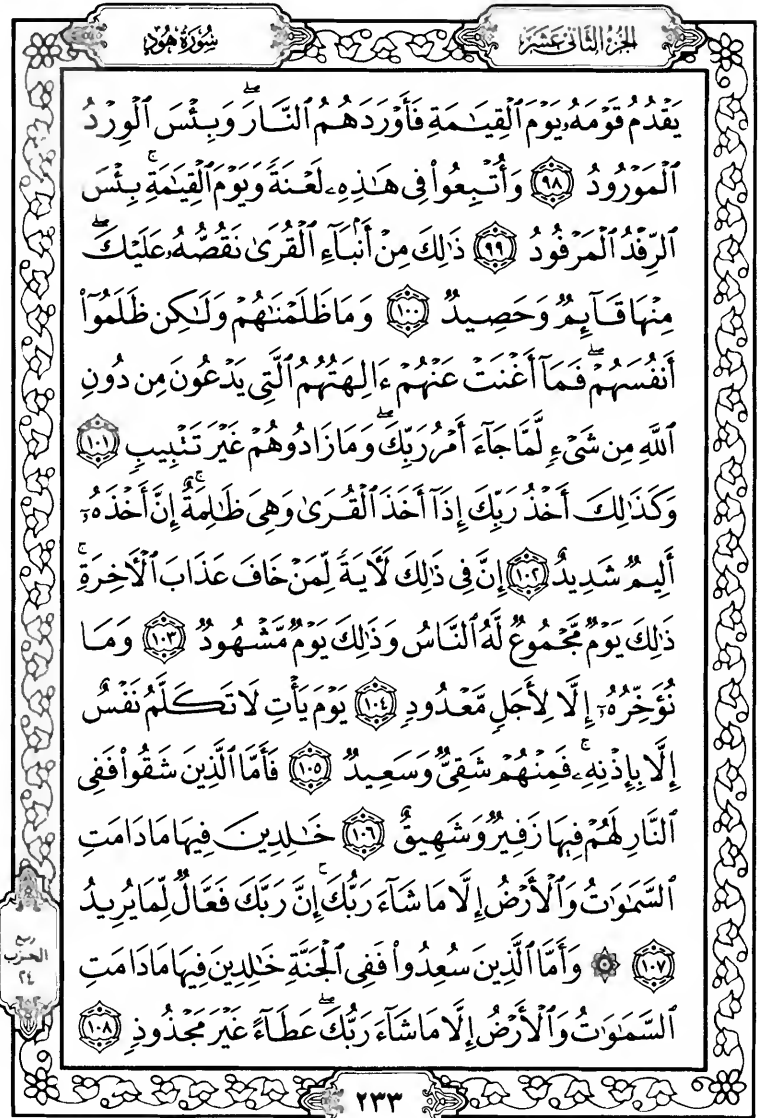 الجزء الثاني عشر
سُورَةُ هُودٍ
يَقْدُمُ قَوْمَهُۥ يَوْمَ ٱلْقِيَـٰمَةِ فَأَوْرَدَهُمُ ٱلنَّارَ ۖ وَبِئْسَ ٱلْوِرْدُ
ٱلْمَوْرُودُ ٩٨ وَأُتْبِعُوا۟ فِى هَـٰذِهِۦ لَعْنَةً وَيَوْمَ ٱلْقِيَـٰمَةِ ۚ بِئْسَ
ٱلرِّفْدُ ٱلْمَرْفُودُ ٩٩ ذَٰلِكَ مِنْ أَنۢبَآءِ ٱلْقُرَىٰ نَقُصُّهُۥ عَلَيْكَ ۖ
مِنْهَا قَآئِمٌ وَحَصِيدٌ ١٠٠ وَمَا ظَلَمْنَـٰهُمْ وَلَـٰكِن ظَلَمُوٓا۟
أَنفُسَهُمْ ۖ فَمَآ أَغْنَتْ عَنْهُمْ ءَالِهَتُهُمُ ٱلَّتِى يَدْعُونَ مِن دُونِ
ٱللَّهِ مِن شَىْءٍ لَّمَّا جَآءَ أَمْرُ رَبِّكَ ۖ وَمَا زَادُوهُمْ غَيْرَ تَتْبِيبٍ ١٠١
وَكَذَٰلِكَ أَخْذُ رَبِّكَ إِذَآ أَخَذَ ٱلْقُرَىٰ وَهِىَ ظَـٰلِمَةٌ ۚ إِنَّ أَخْذَهُۥٓ
أَلِيمٌ شَدِيدٌ ١٠٢ إِنَّ فِى ذَٰلِكَ لَـَٔايَةً لِّمَنْ خَافَ عَذَابَ ٱلْـَٔاخِرَةِ ۚ
ذَٰلِكَ يَوْمٌ مَّجْمُوعٌ لَّهُ ٱلنَّاسُ وَذَٰلِكَ يَوْمٌ مَّشْهُودٌ ١٠٣ وَمَا
نُؤَخِّرُهُۥٓ إِلَّا لِأَجَلٍ مَّعْدُودٍ ١٠٤ يَوْمَ يَأْتِ لَا تَكَلَّمُ نَفْسٌ
إِلَّا بِإِذْنِهِۦ ۚ فَمِنْهُمْ شَقِىٌّ وَسَعِيدٌ ١٠٥ فَأَمَّا ٱلَّذِينَ شَقُوا۟ فَفِى
ٱلنَّارِ لَهُمْ فِيهَا زَفِيرٌ وَشَهِيقٌ ١٠٦ خَـٰلِدِينَ فِيهَا مَا دَامَتِ
ٱلسَّمَـٰوَٰتُ وَٱلْأَرْضُ إِلَّا مَا شَآءَ رَبُّكَ ۚ إِنَّ رَبَّكَ فَعَّالٌ لِّمَا يُرِيدُ
١٠٧ ۞ وَأَمَّا ٱلَّذِينَ سُعِدُوا۟ فَفِى ٱلْجَنَّةِ خَـٰلِدِينَ فِيهَا مَا دَامَتِ
ٱلسَّمَـٰوَٰتُ وَٱلْأَرْضُ إِلَّا مَا شَآءَ رَبُّكَ ۖ عَطَآءً غَيْرَ مَجْذُوذٍ ١٠٨
ربع
الحزب
٢٤
٢٣٣